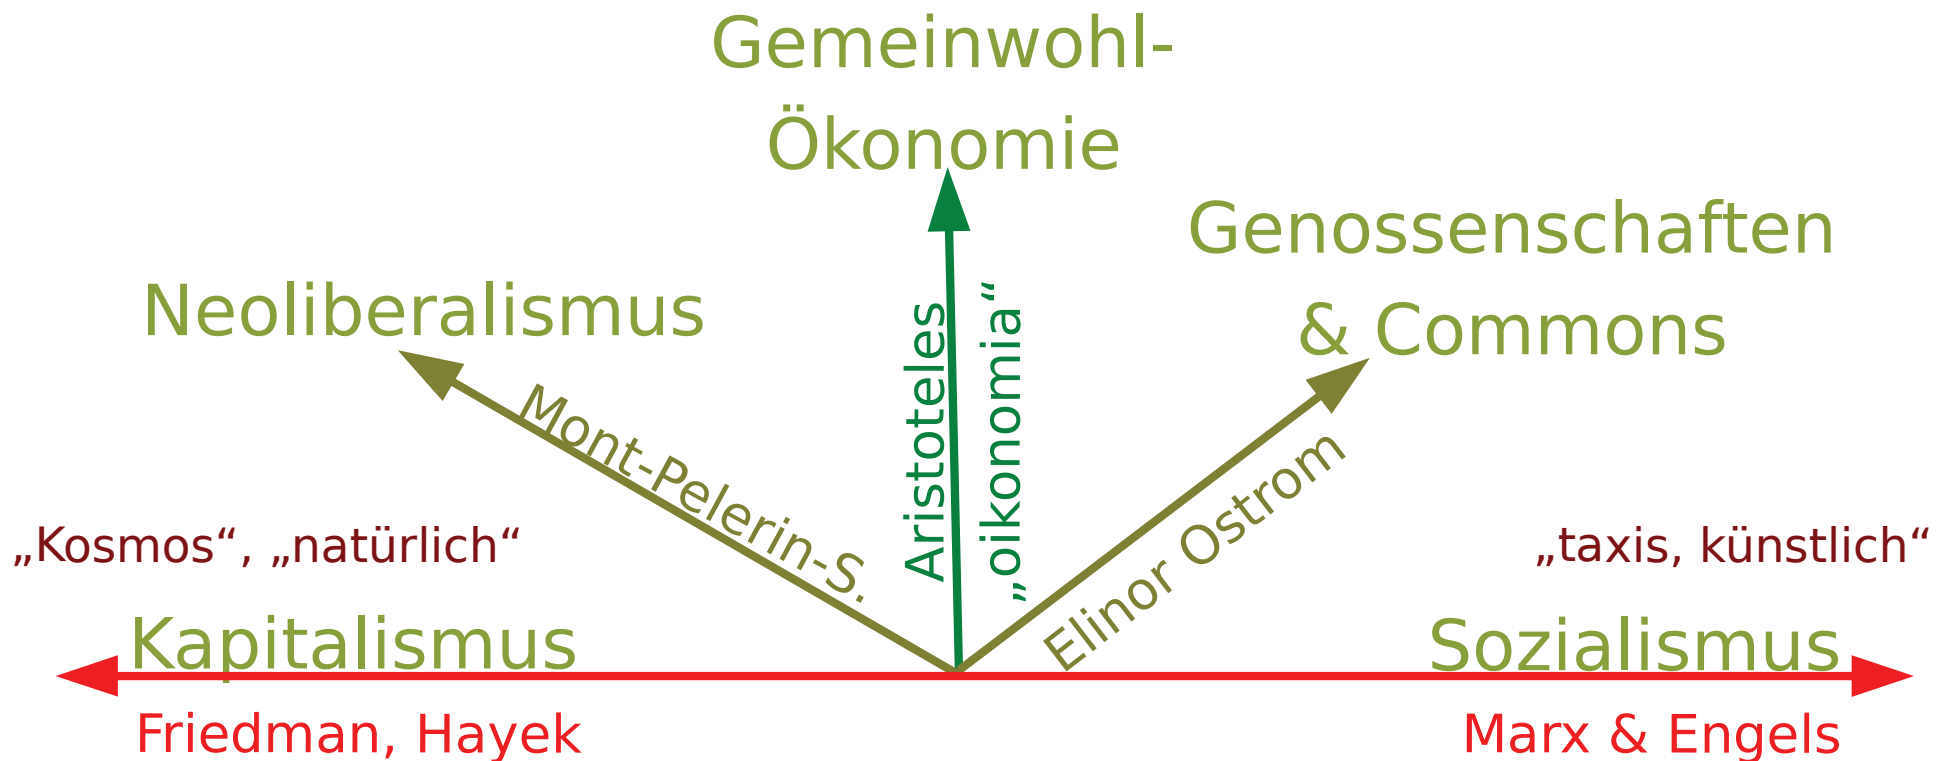 Gemeinwohl-
Ökonomie
Genossenschaften
& Commons
Neoliberalismus
Mont-Pelerin-S.
Aristoteles
„oikonomia“
Elinor Ostrom
„Kosmos“, „natürlich“
„taxis, künstlich“
Kapitalismus
Sozialismus
Friedman, Hayek
Marx & Engels